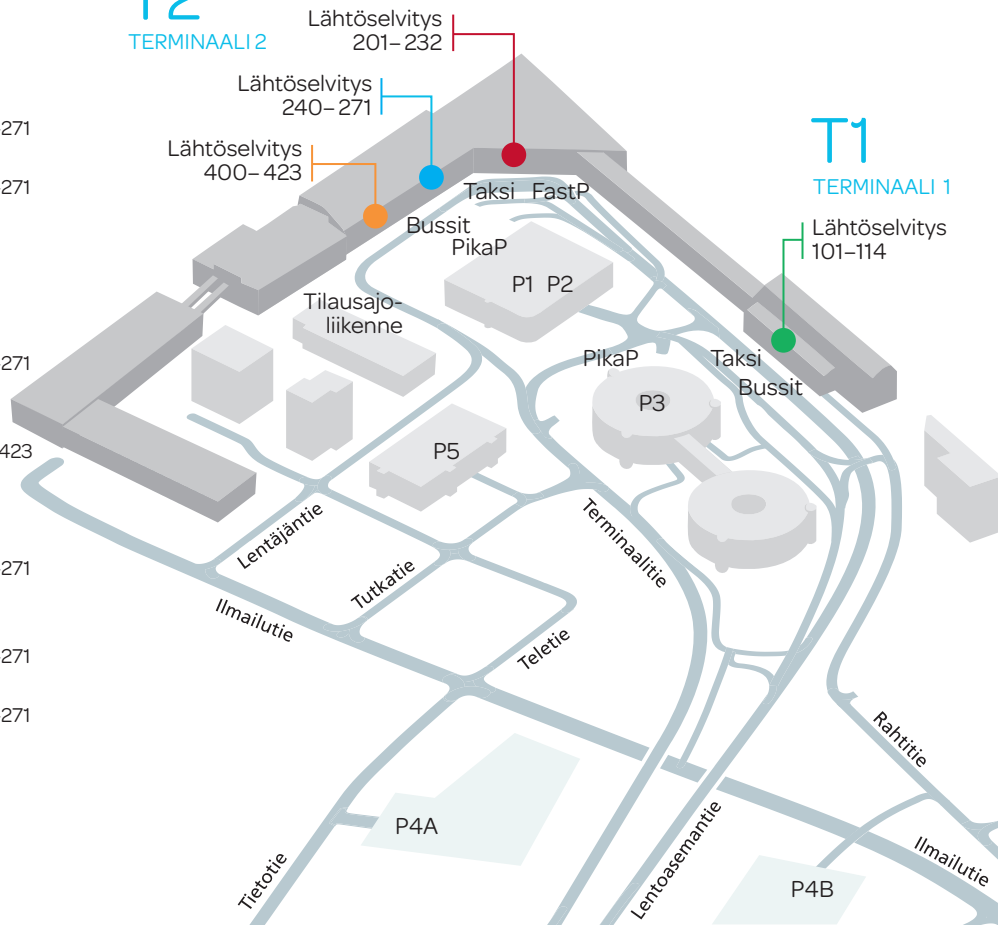 T2
TERMINAALI 2
Lähtöselvitys
201–232
Lähtöselvitys
240–271
Lähtöselvitys
400–423
T1
TERMINAALI 1
Lähtöselvitys
101–114
271
271
271
423
271
271
271
Taksi FastP
Bussit
PikaP
P1 P2
Tilausajo-
liikenne
PikaP
Taksi
Bussit
P3
P5
Lentäjäntie
Tutkatie
Terminaalitie
Ilmailutie
Teletie
Rahtitie
P4A
Tietotie
Lentoasemantie
Ilmailutie
P4B